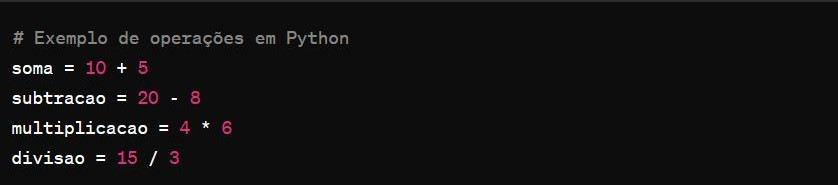 # Exemplo de operações em Python
soma = 10 + 5
subtracao = 20 - 8
multiplicacao = 4 * 6
divisao = 15 / 3